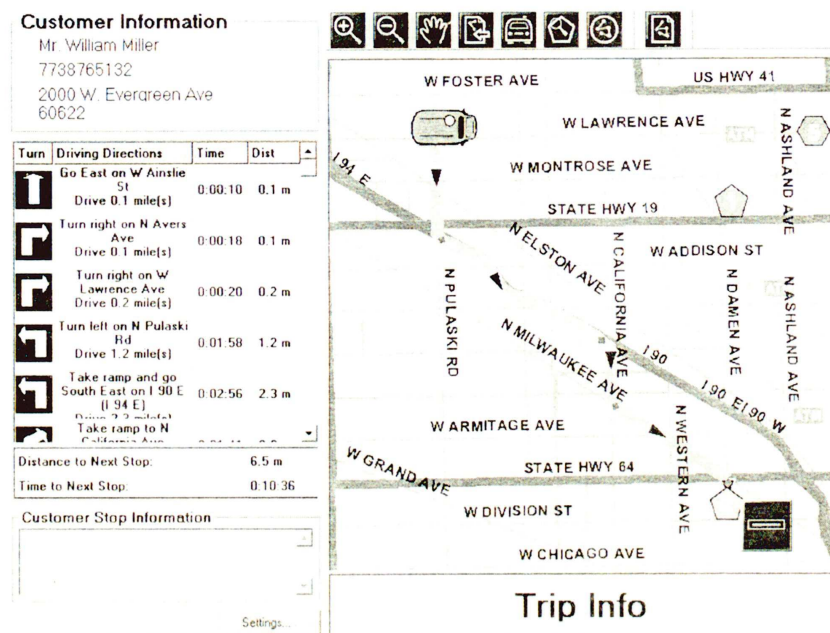 Customer Information
Mr. William Miller
7738765132
2000 W. Evergreen Ave
60622
Turn Driving Directions Time Dist
Go East on W Ainslie
St
Drive 0.1 mile(s)
0:00:10 0.1 m
Turn right on N Avers
Ave
Drive 0.1 mile(s)
0:00:18 0.1 m
Turn right on W
Lawrence Ave
Drive 0.2 mile(s)
0:00:20 0.2 m
Turn left on N Pulaski
Rd
Drive 1.2 mile(s)
0:01:58 1.2 m
Take ramp and go
South East on I 90 E
(I 94 E)
0:02:56 2.3 m
Take ramp to N
California Ave
Distance to Next Stop: 6.5 m
Time to Next Stop: 0:10:36
Customer Stop Information
Settings...
W FOSTER AVE
US HWY 41
W LAWRENCE AVE
N ASHLAND AVE
I 94 E
W MONTROSE AVE
STATE HWY 19
N ELSTON AVE
N CALIFORNIA AVE
W ADDISON ST
N PULASKI RD
N DAMEN AVE
N ASHLAND AVE
N MILWAUKEE AVE
I 90
I 90 E
I 90 W
W ARMITAGE AVE
N WESTERN AVE
W GRAND AVE
STATE HWY 64
W DIVISION ST
W CHICAGO AVE
Trip Info